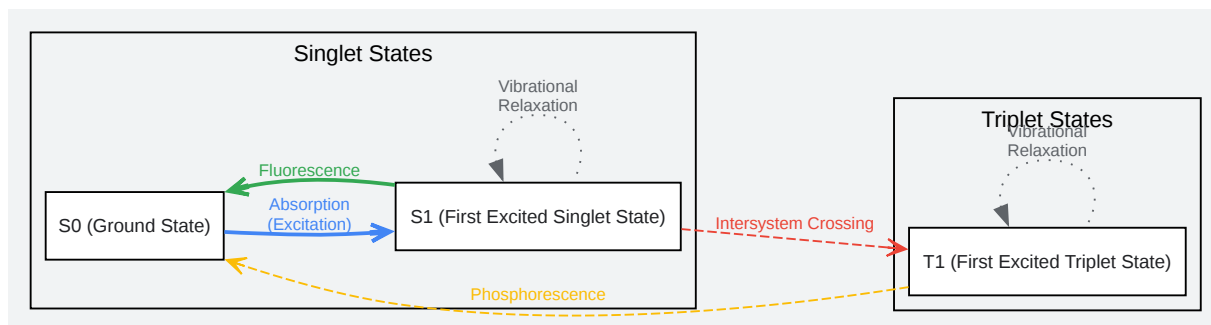 Singlet States
Vibrational
Relaxation
Triplet States
Vibrational
Relaxation
Fluorescence
Absorption
(Excitation)
S0 (Ground State)
S1 (First Excited Singlet State)
Intersystem Crossing
T1 (First Excited Triplet State)
Phosphorescence